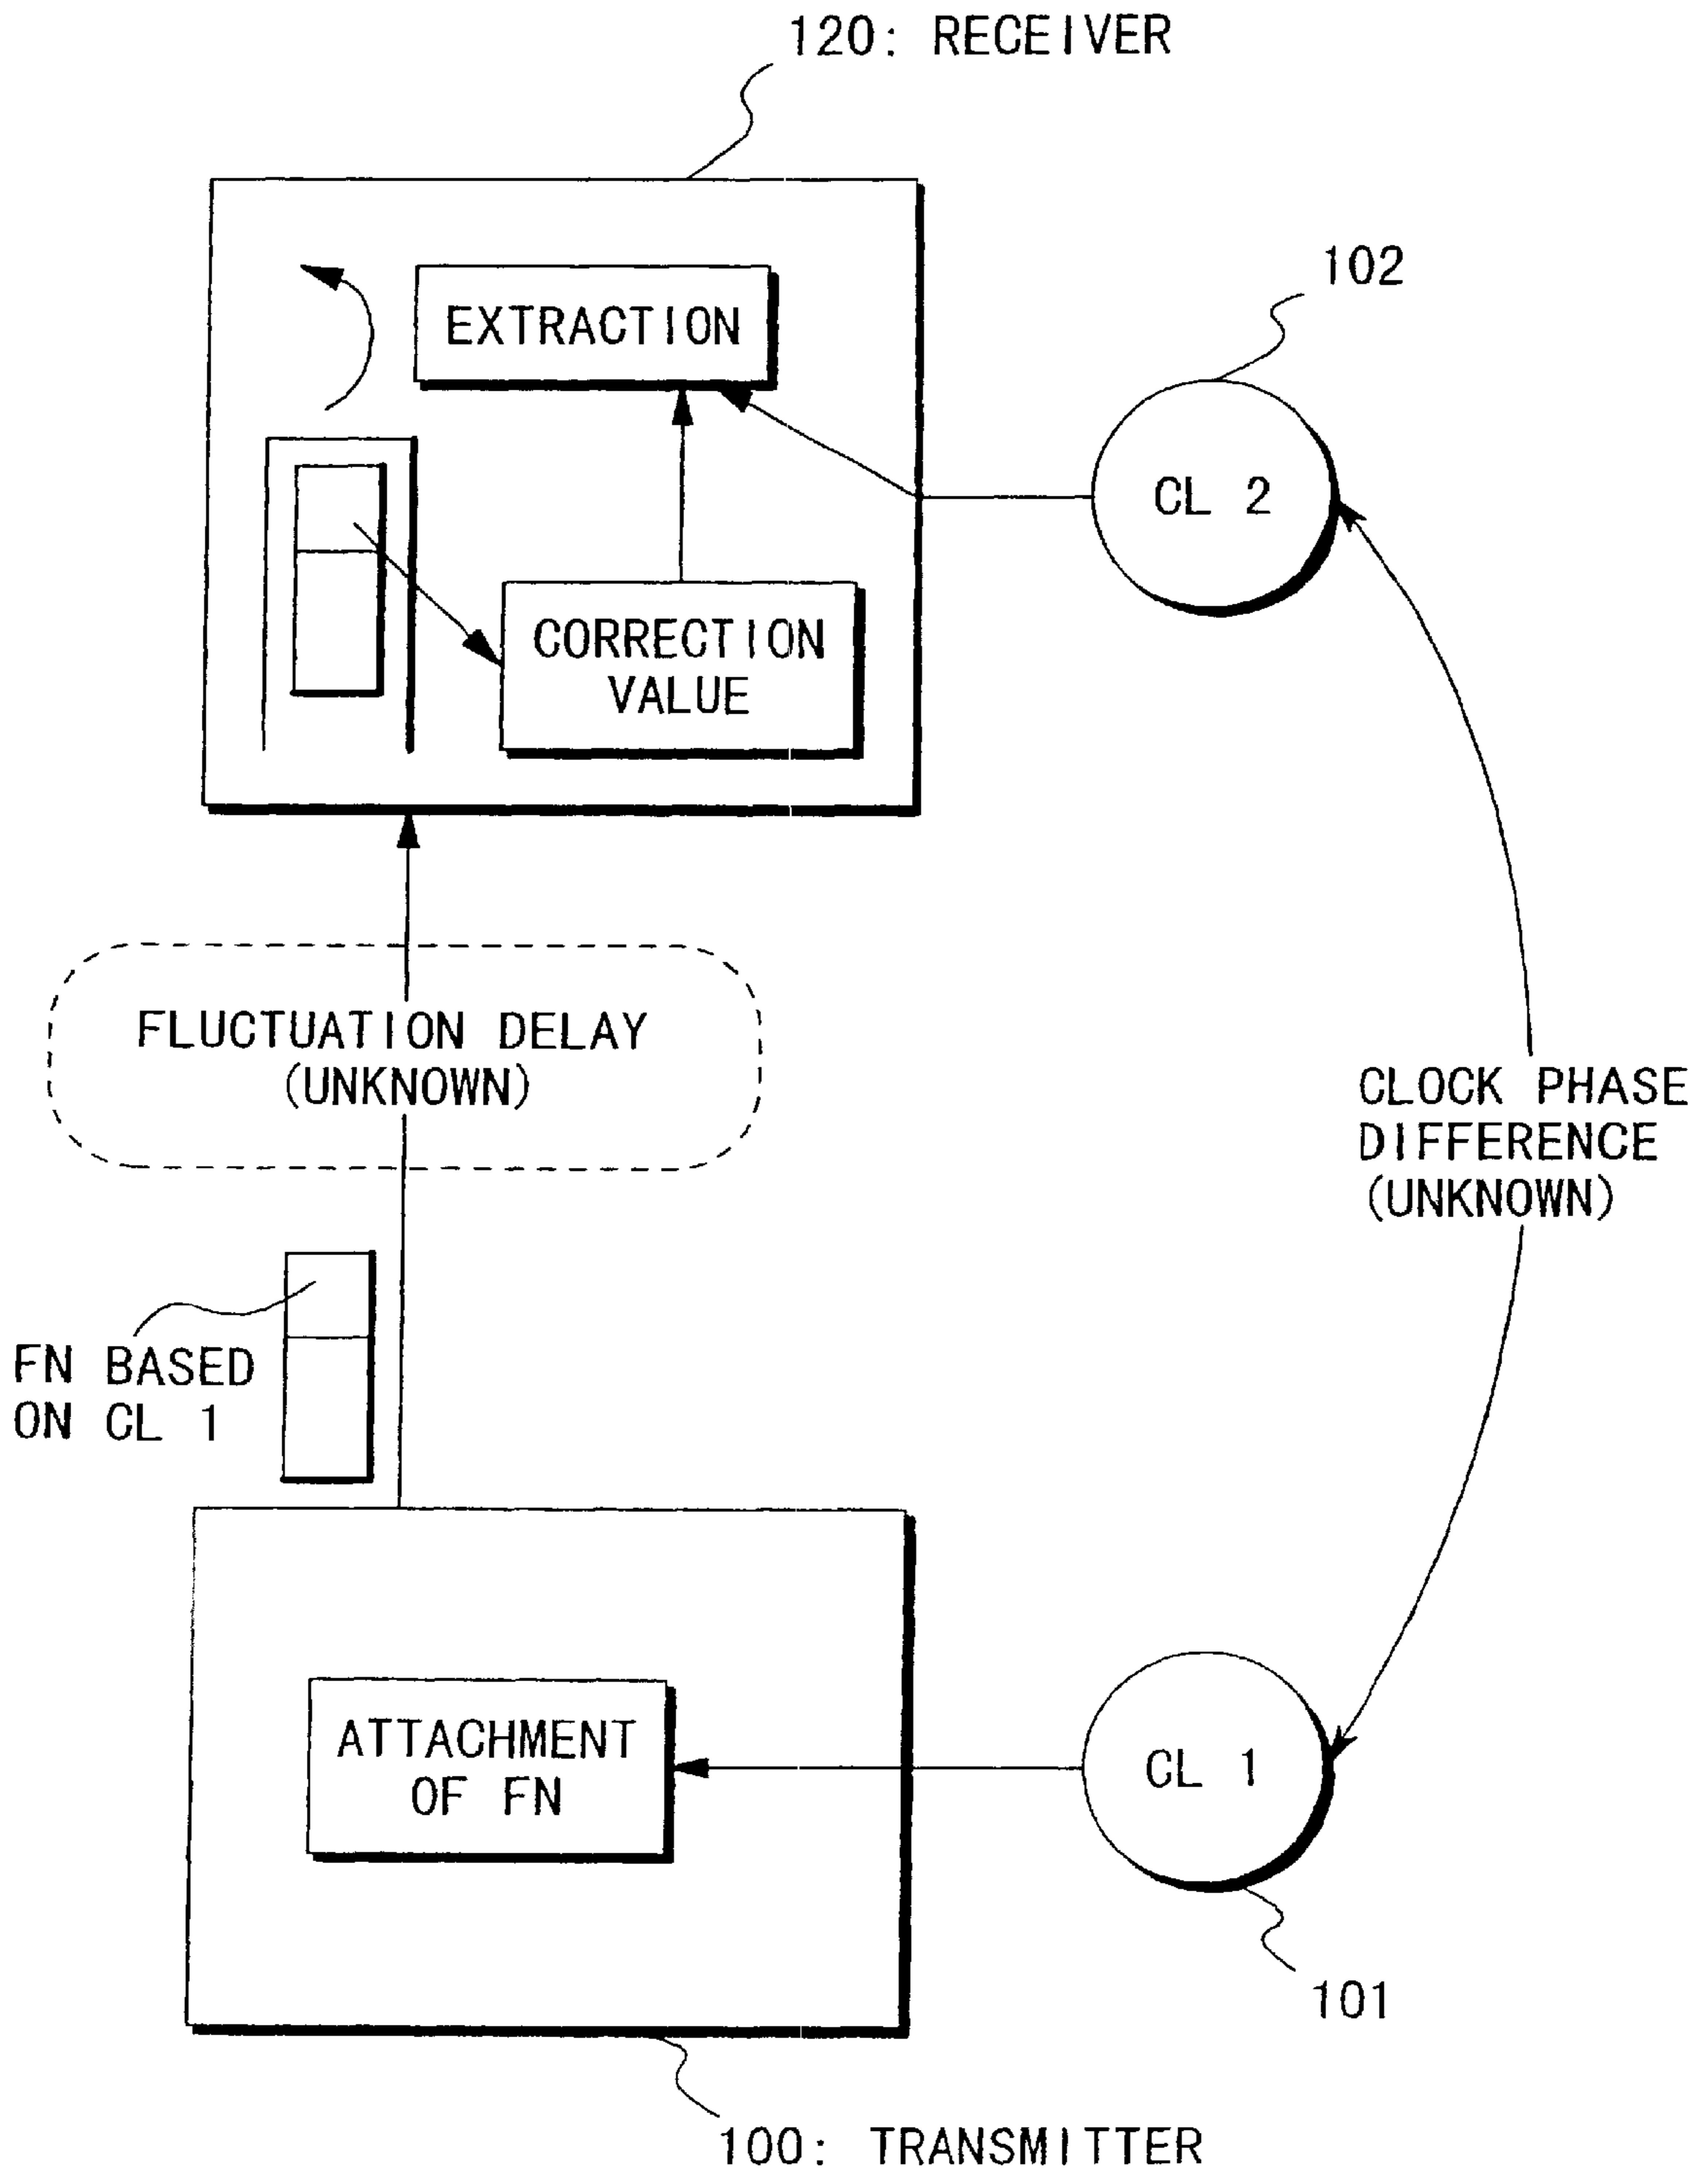 120: RECEIVER
102
EXTRACTION
CL 2
CORRECTION
VALUE
FLUCTUATION DELAY
(UNKNOWN)
CLOCK PHASE
DIFFERENCE
(UNKNOWN)
FN BASED
ON CL 1
ATTACHMENT
OF FN
CL 1
101
100: TRANSMITTER